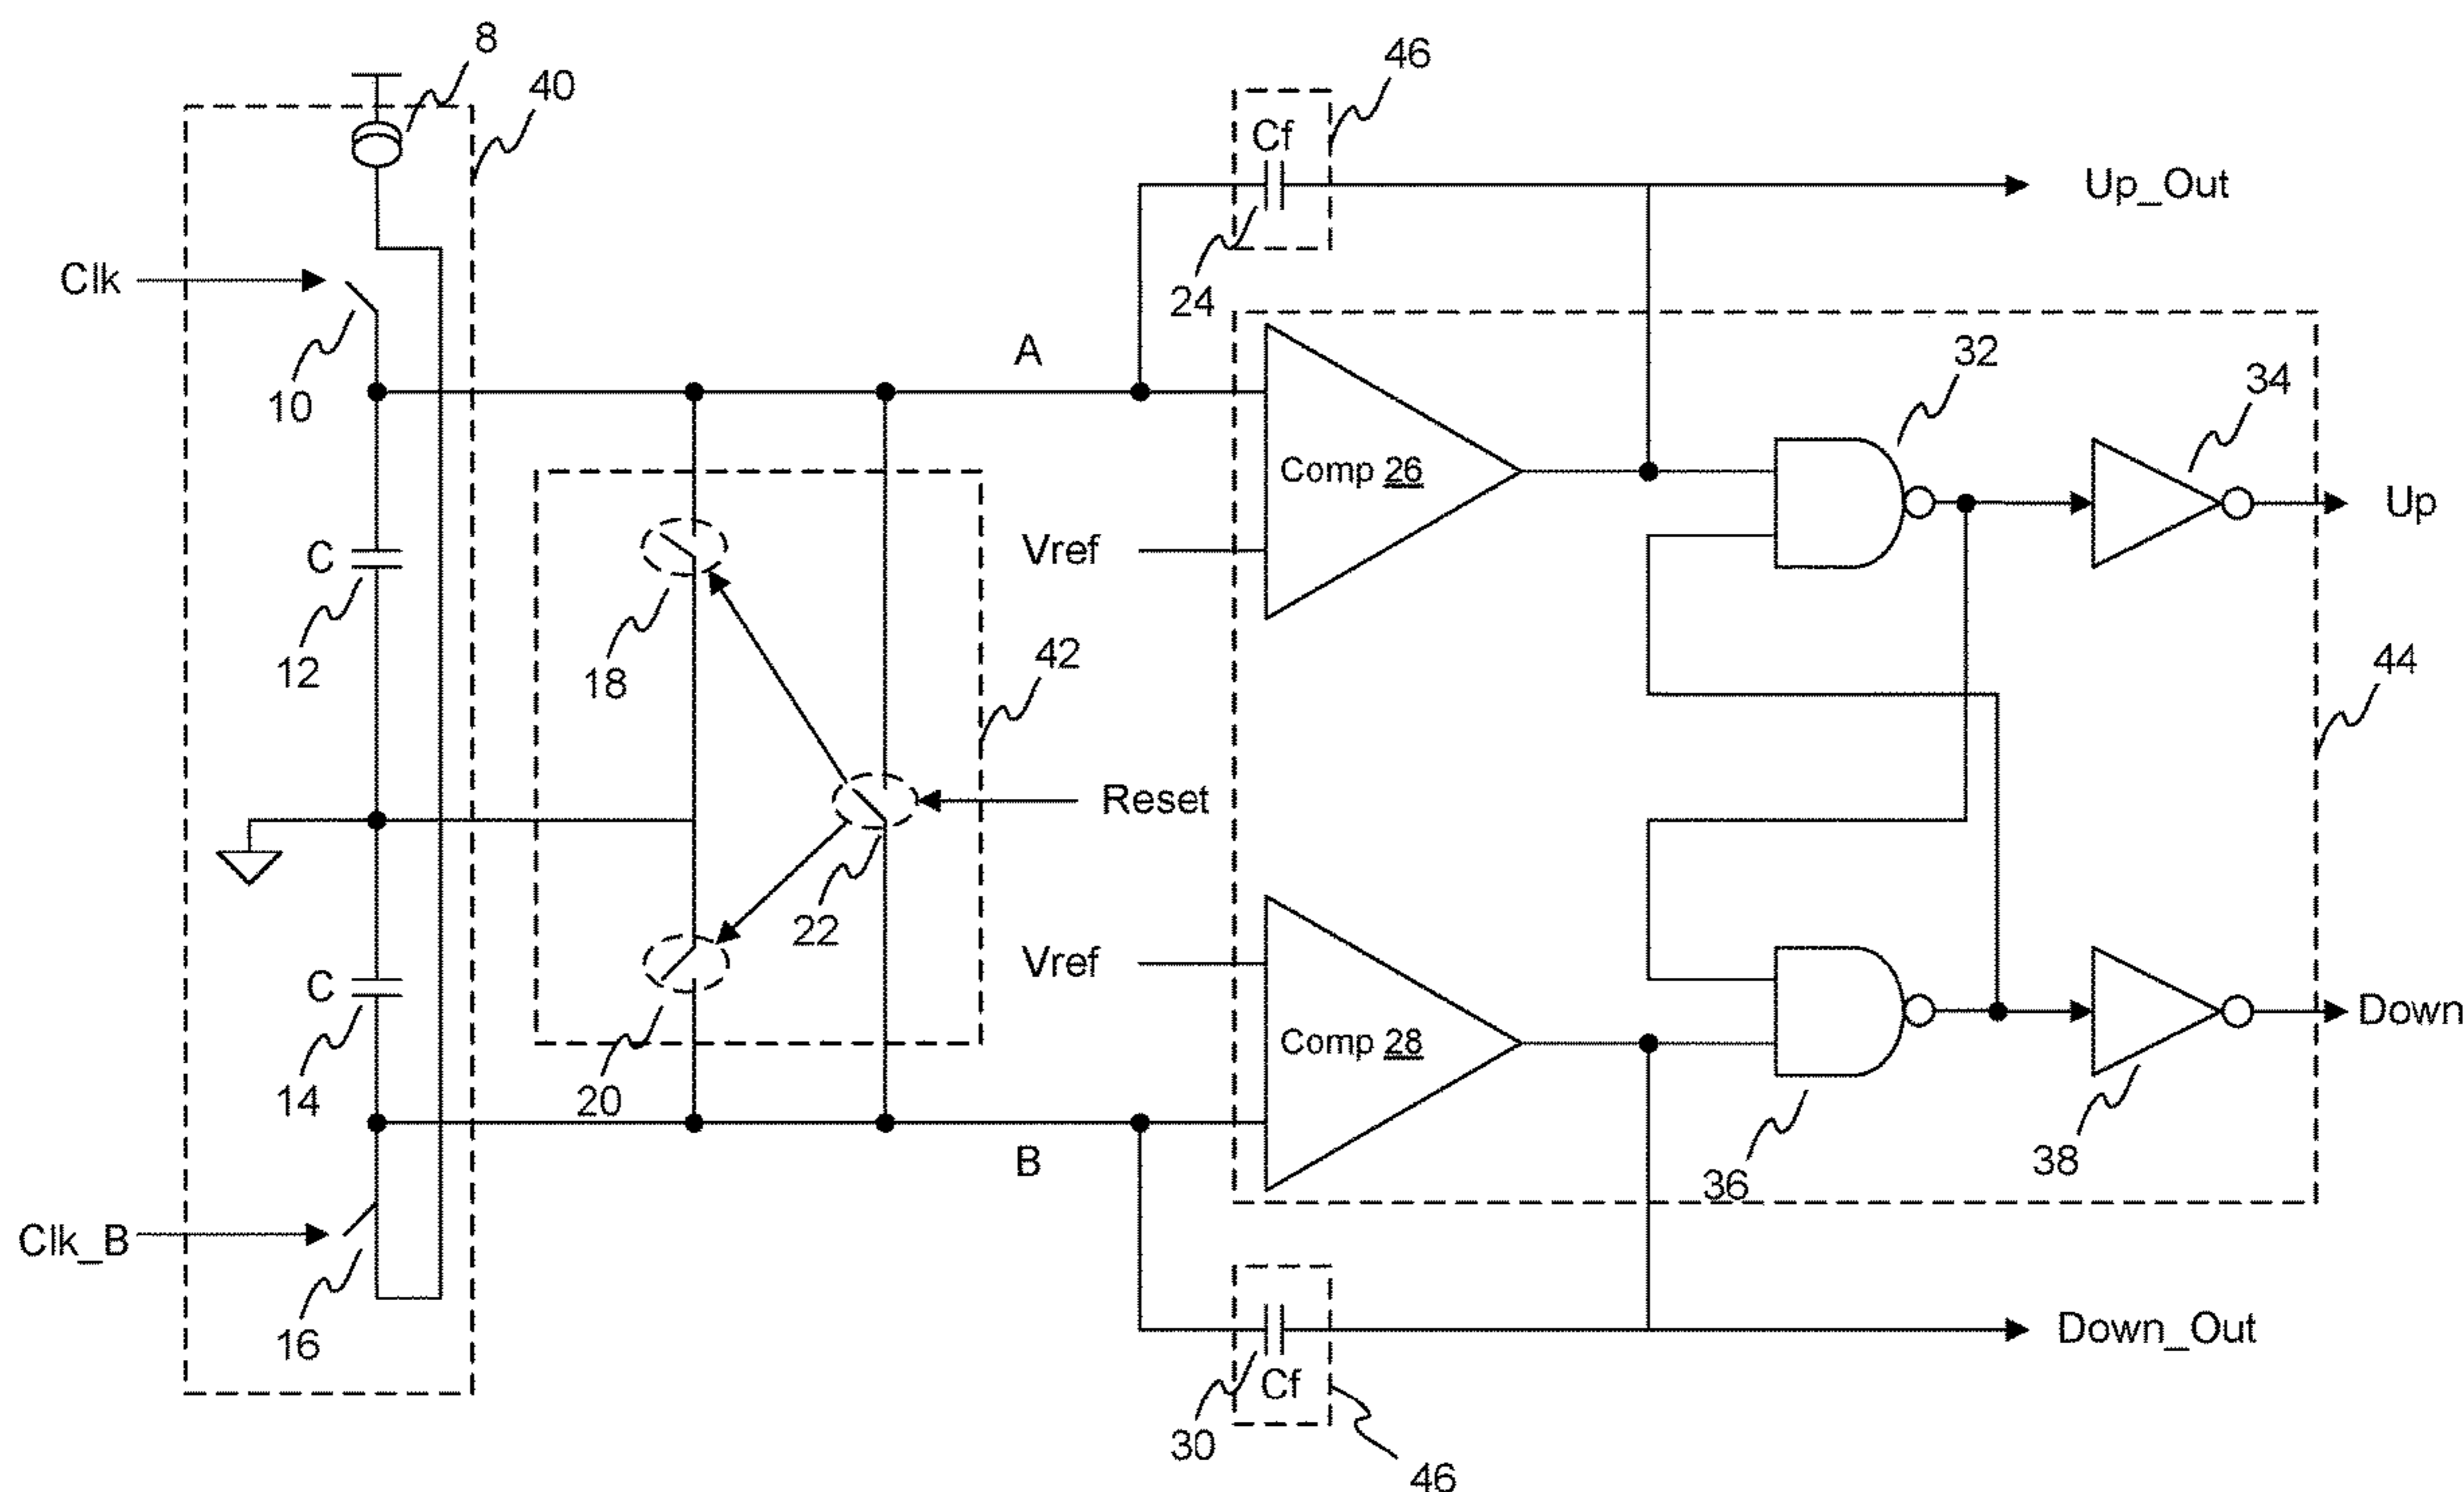 8
40
46
Cf
Up_Out
Clk
24
A
32
34
10
Comp 26
Up
C
Vref
12
18
42
44
Reset
22
Vref
C
Comp 28
Down
14
20
B
36
38
Clk_B
16
Down_Out
Cf
30
46